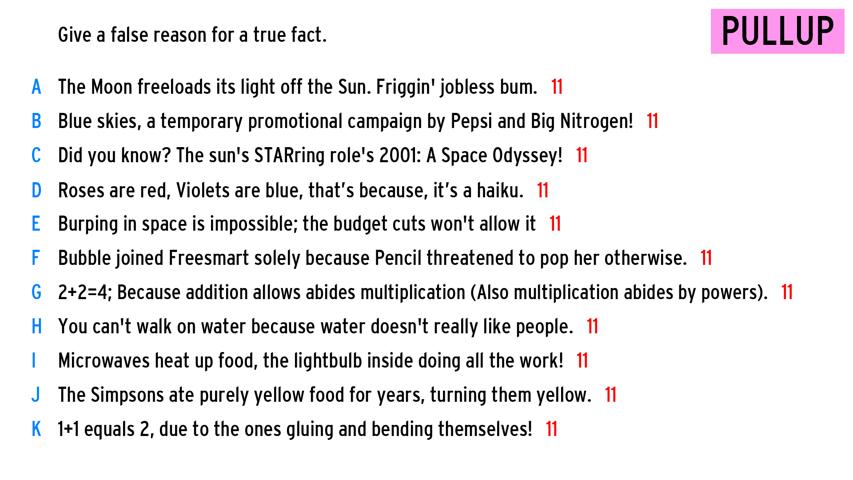 Give a false reason for a true fact.
PULLUP
A The Moon freeloads its light off the Sun. Friggin' jobless bum. 11
B Blue skies, a temporary promotional campaign by Pepsi and Big Nitrogen! 11
C Did you know? The sun's STARring role's 2001: A Space Odyssey! 11
D Roses are red, Violets are blue, that’s because, it’s a haiku. 11
E Burping in space is impossible; the budget cuts won't allow it 11
F Bubble joined Freesmart solely because Pencil threatened to pop her otherwise. 11
G 2+2=4; Because addition allows abides multiplication (Also multiplication abides by powers). 11
H You can't walk on water because water doesn't really like people. 11
I Microwaves heat up food, the lightbulb inside doing all the work! 11
J The Simpsons ate purely yellow food for years, turning them yellow. 11
K 1+1 equals 2, due to the ones gluing and bending themselves! 11